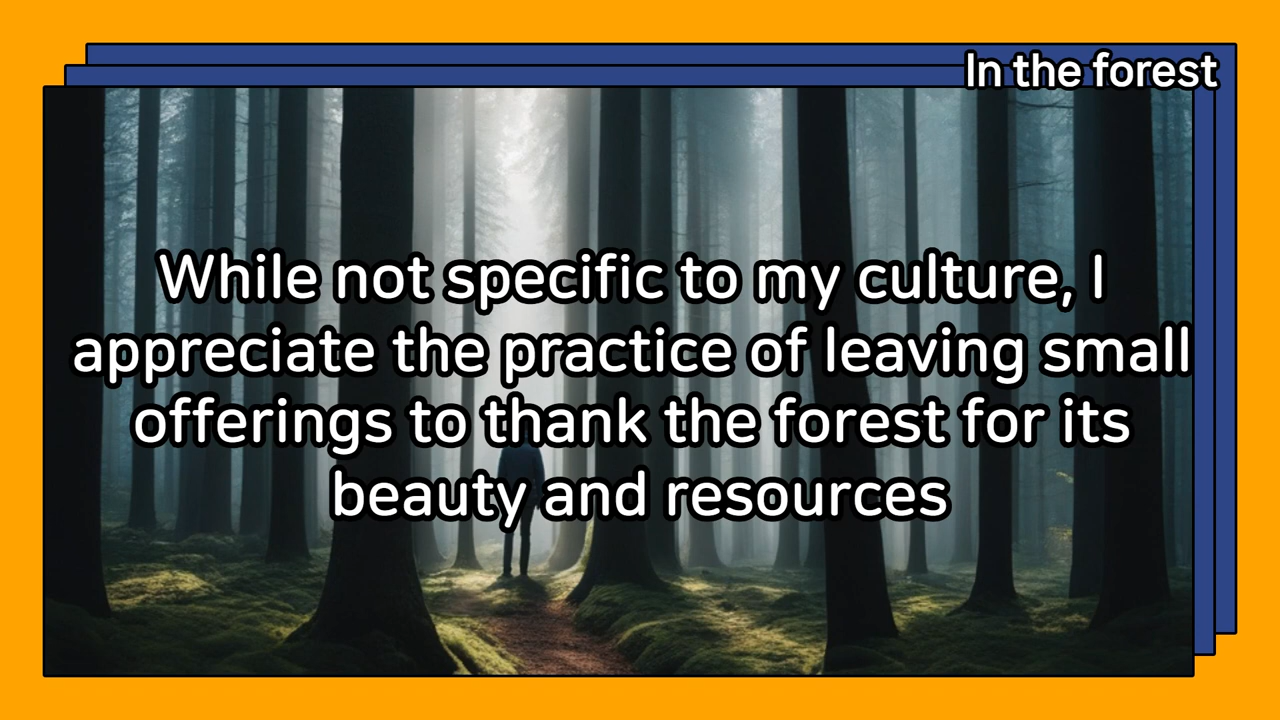 In the forest
While not specific to my culture, I
appreciate the practice of leaving small
offerings to thank the forest for its
beauty and resources